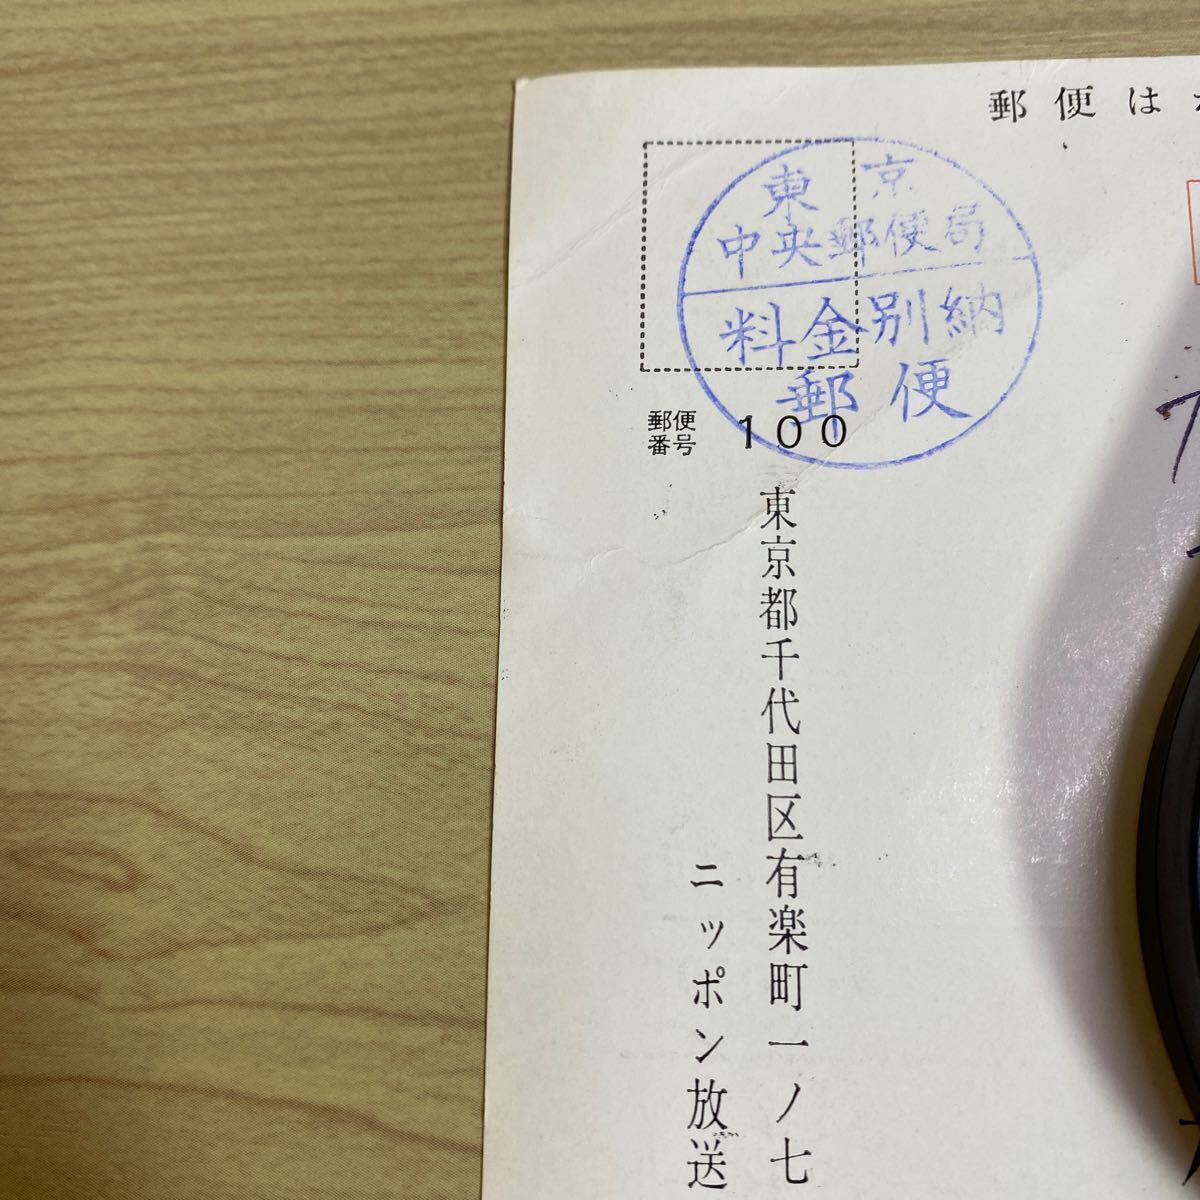 郵便は
東京
中央郵便局
料金別納
郵便
郵便
番号
100
東京都千代田区有楽町一ノ七
ニッポン放送